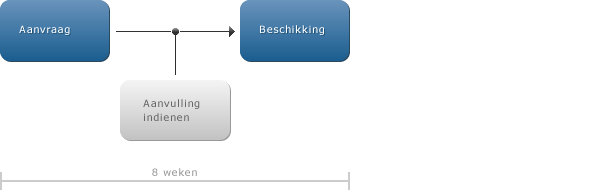 Aanvraag
Beschikking
Aanvulling
indienen
8 weken